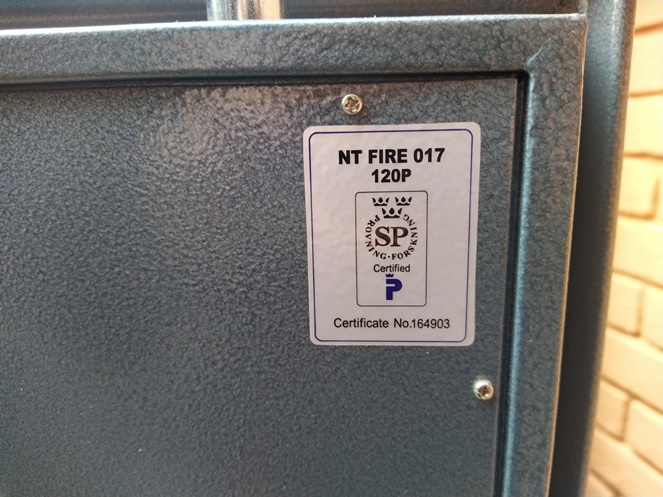 NT FIRE 017
120P
PROVNING-FORSKNING
SP
Certified
P
Certificate No.164903